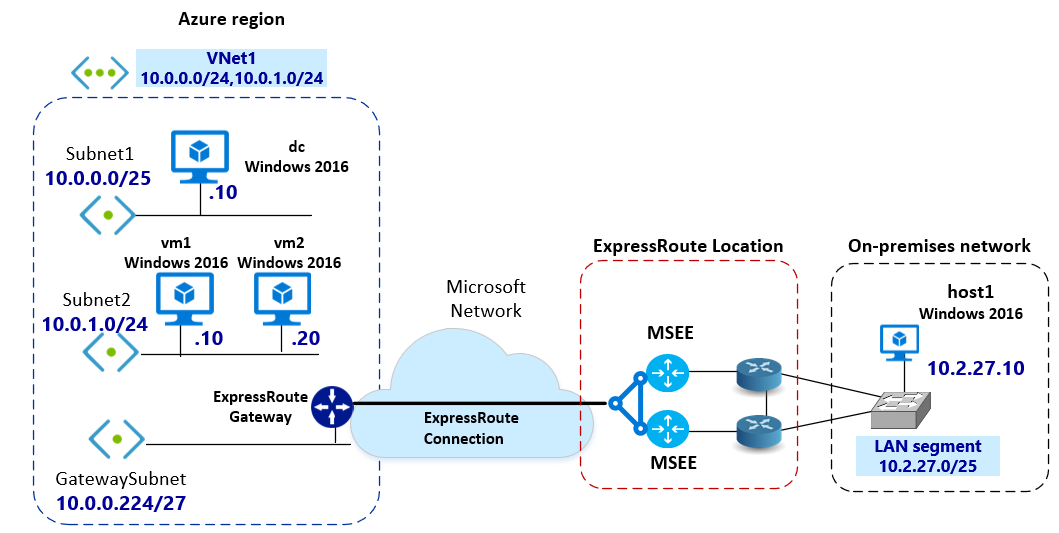 Azure region
VNet1
10.0.0.0/24,10.0.1.0/24
Subnet1
10.0.0.0/25
dc
Windows 2016
.10
vm1
Windows 2016
vm2
Windows 2016
Subnet2
10.0.1.0/24
.10
.20
ExpressRoute
Gateway
GatewaySubnet
10.0.0.224/27
Microsoft
Network
ExpressRoute
Connection
ExpressRoute Location
MSEE
MSEE
On-premises network
host1
Windows 2016
10.2.27.10
LAN segment
10.2.27.0/25